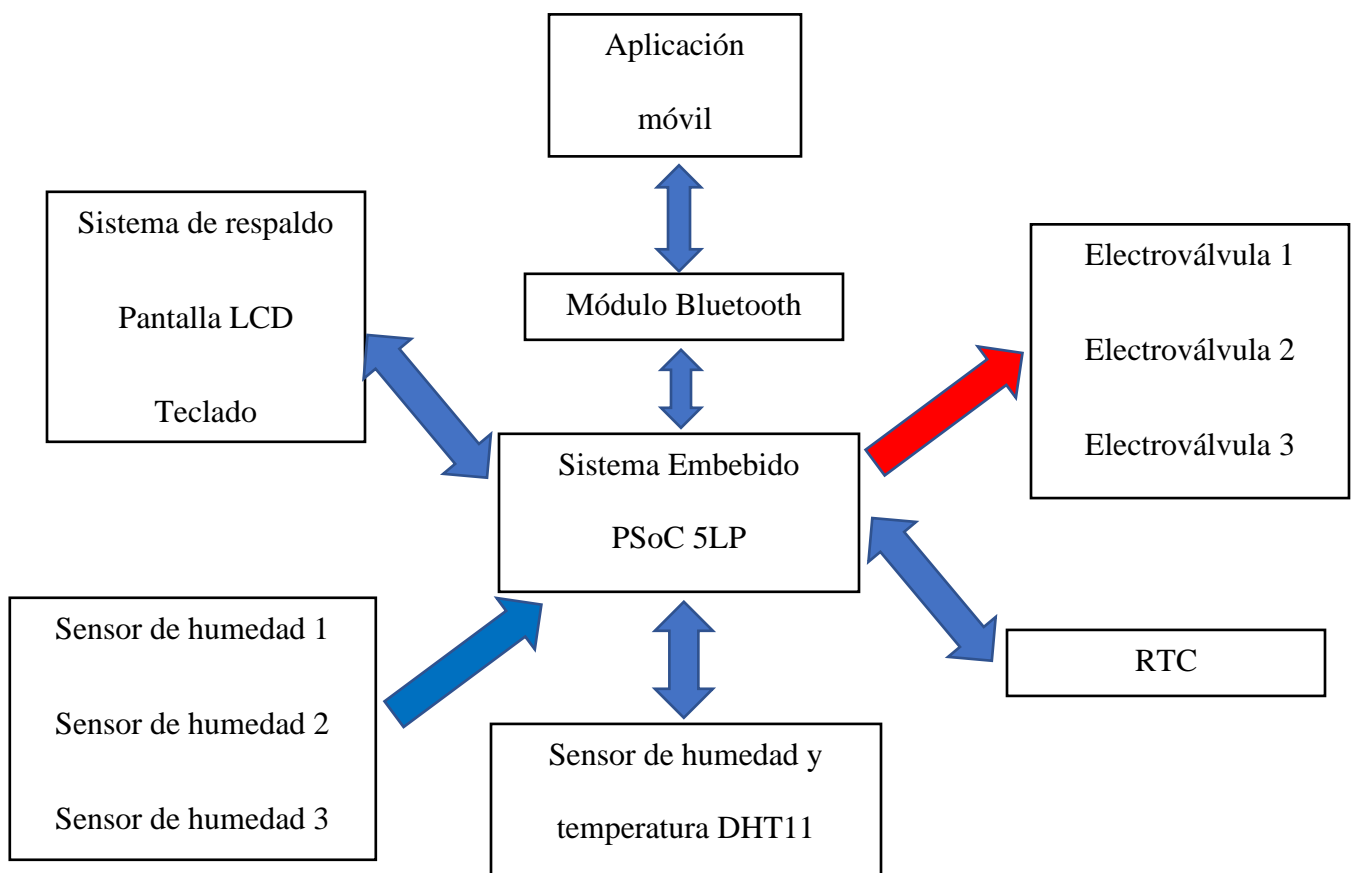 Aplicación
móvil
Sistema de respaldo
Pantalla LCD
Teclado
Módulo Bluetooth
Electroválvula 1
Electroválvula 2
Electroválvula 3
Sistema Embebido
PSoC 5LP
Sensor de humedad 1
Sensor de humedad 2
Sensor de humedad 3
RTC
Sensor de humedad y
temperatura DHT11